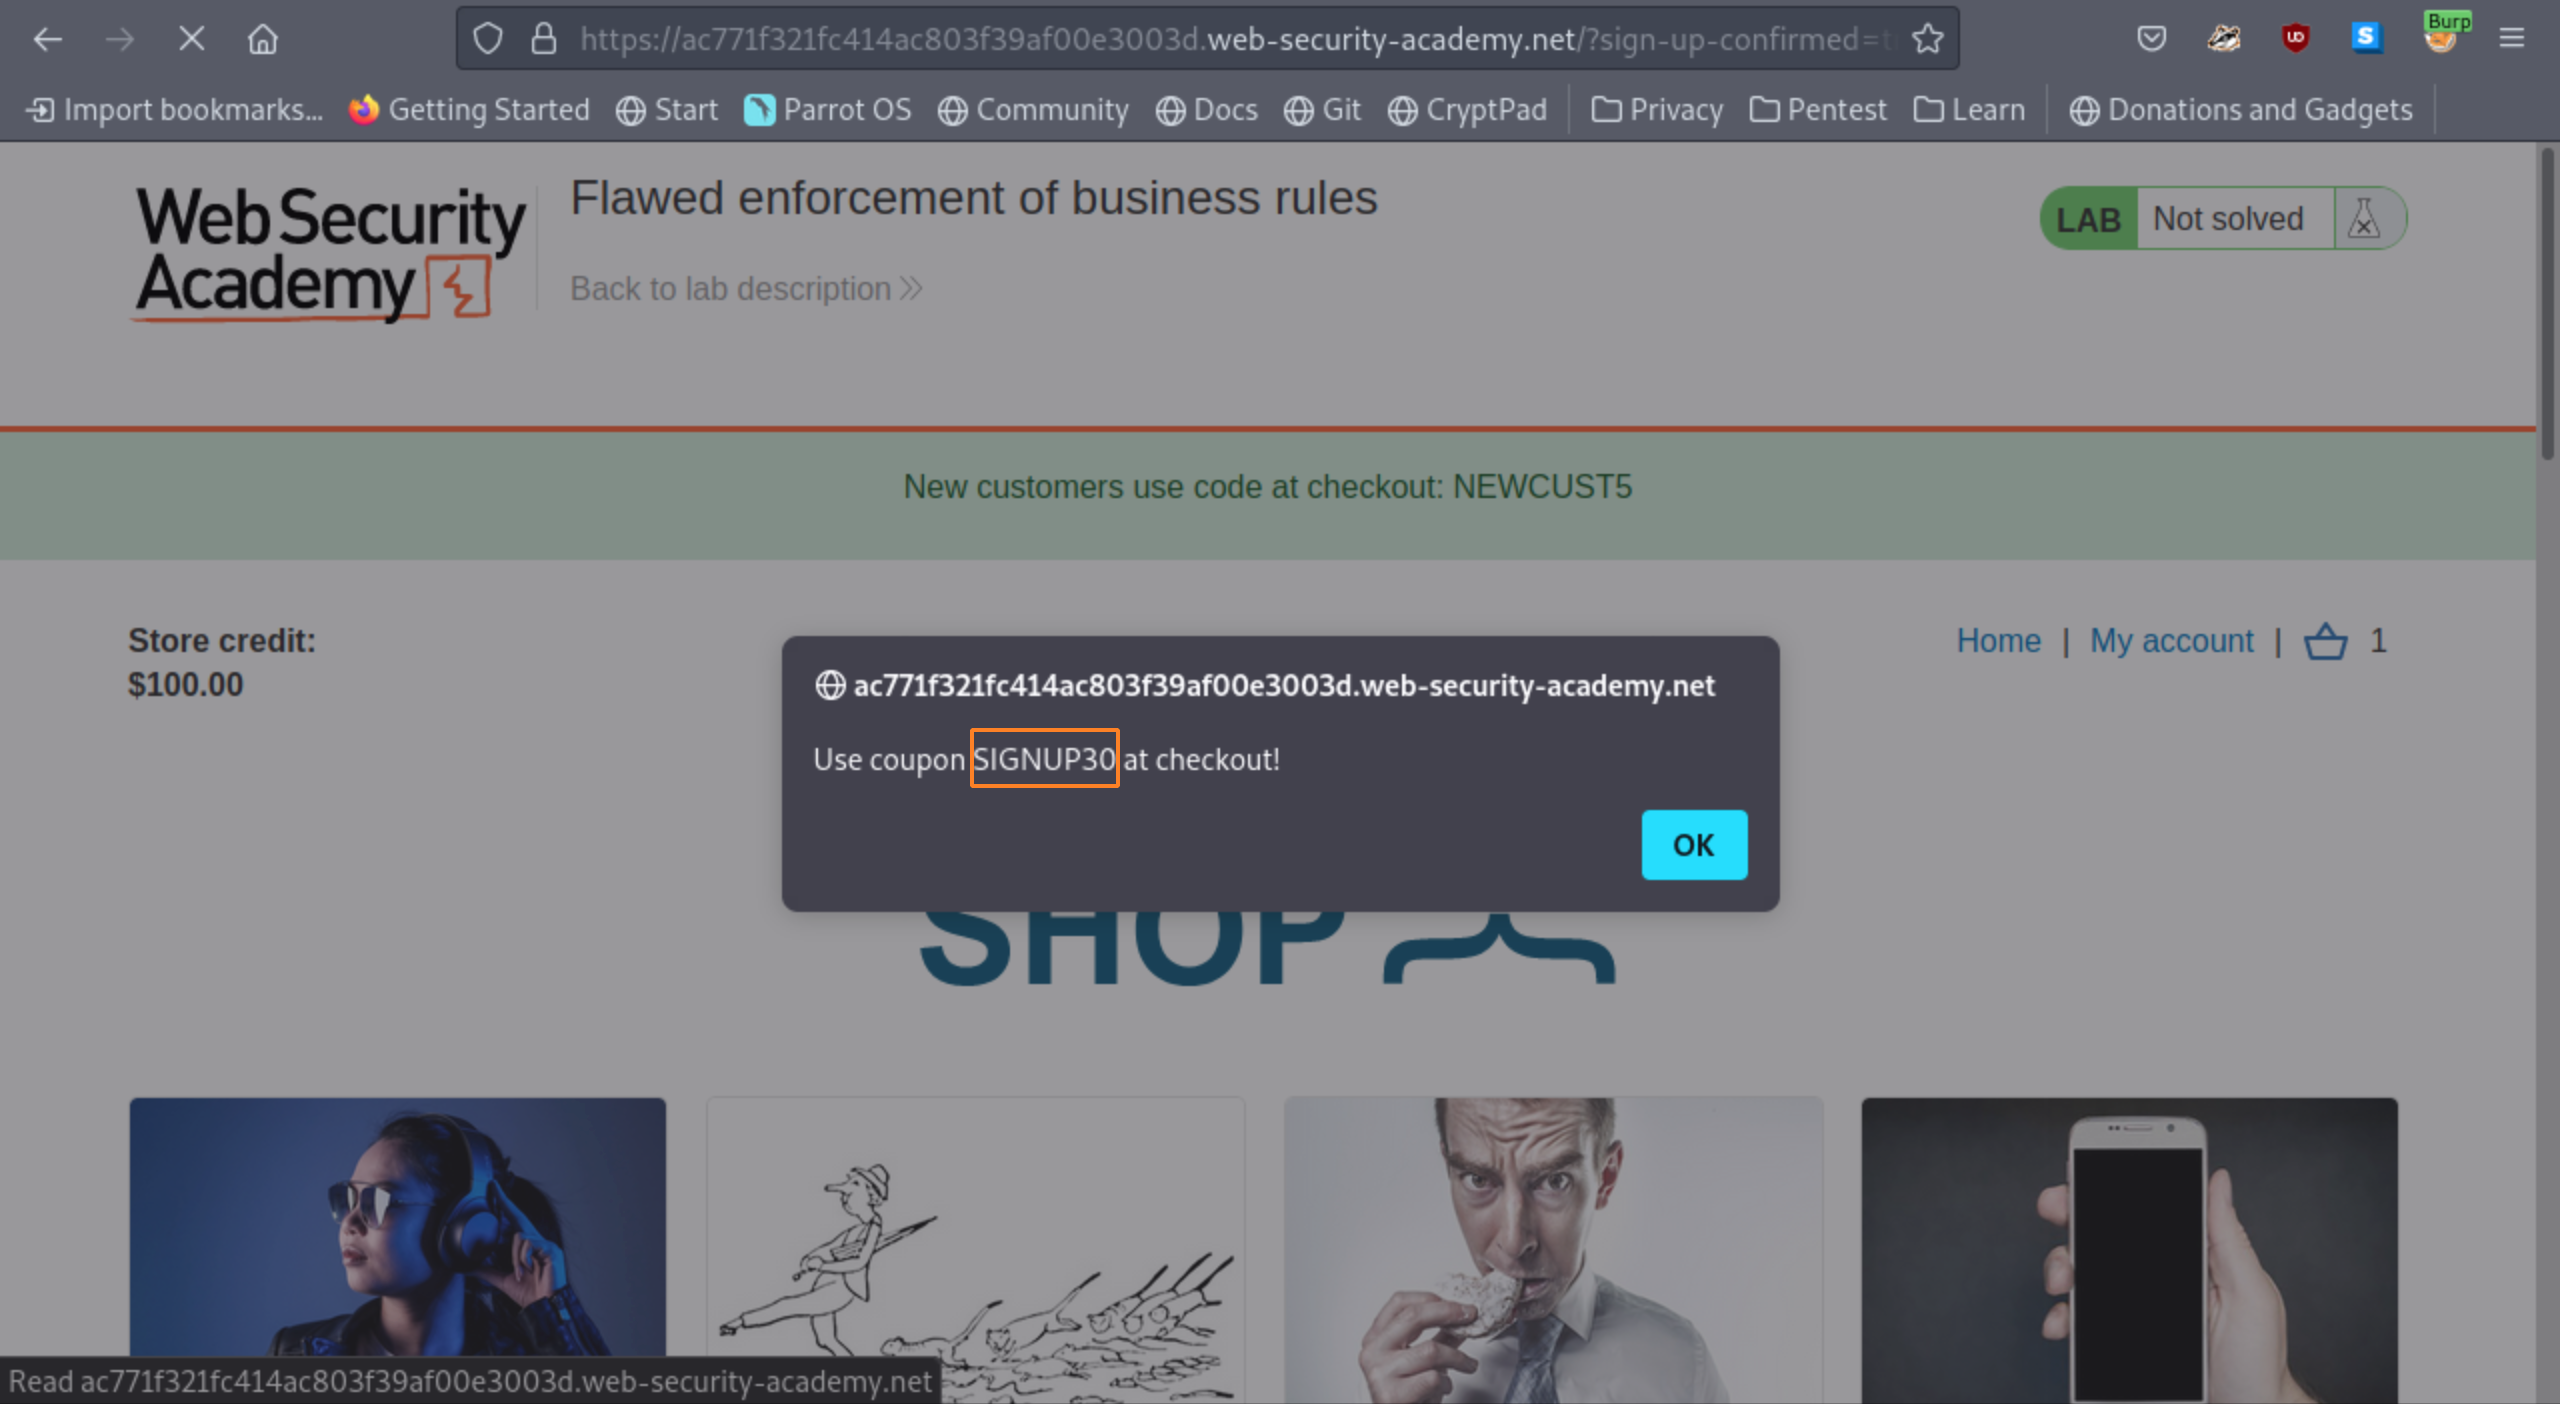 https://ac771f321fc414ac803f39af00e3003d.web-security-academy.net/?sign-up-confirmed=t
Burp
Import bookmarks... Getting Started Start Parrot OS Community Docs Git CryptPad Privacy Pentest Learn Donations and Gadgets
Web Security
Academy
Flawed enforcement of business rules
Back to lab description
LAB Not solved
New customers use code at checkout: NEWCUST5
Store credit:
$100.00
Home | My account | 1
ac771f321fc414ac803f39af00e3003d.web-security-academy.net
Use coupon SIGNUP30 at checkout!
OK
SHOP
Read ac771f321fc414ac803f39af00e3003d.web-security-academy.net